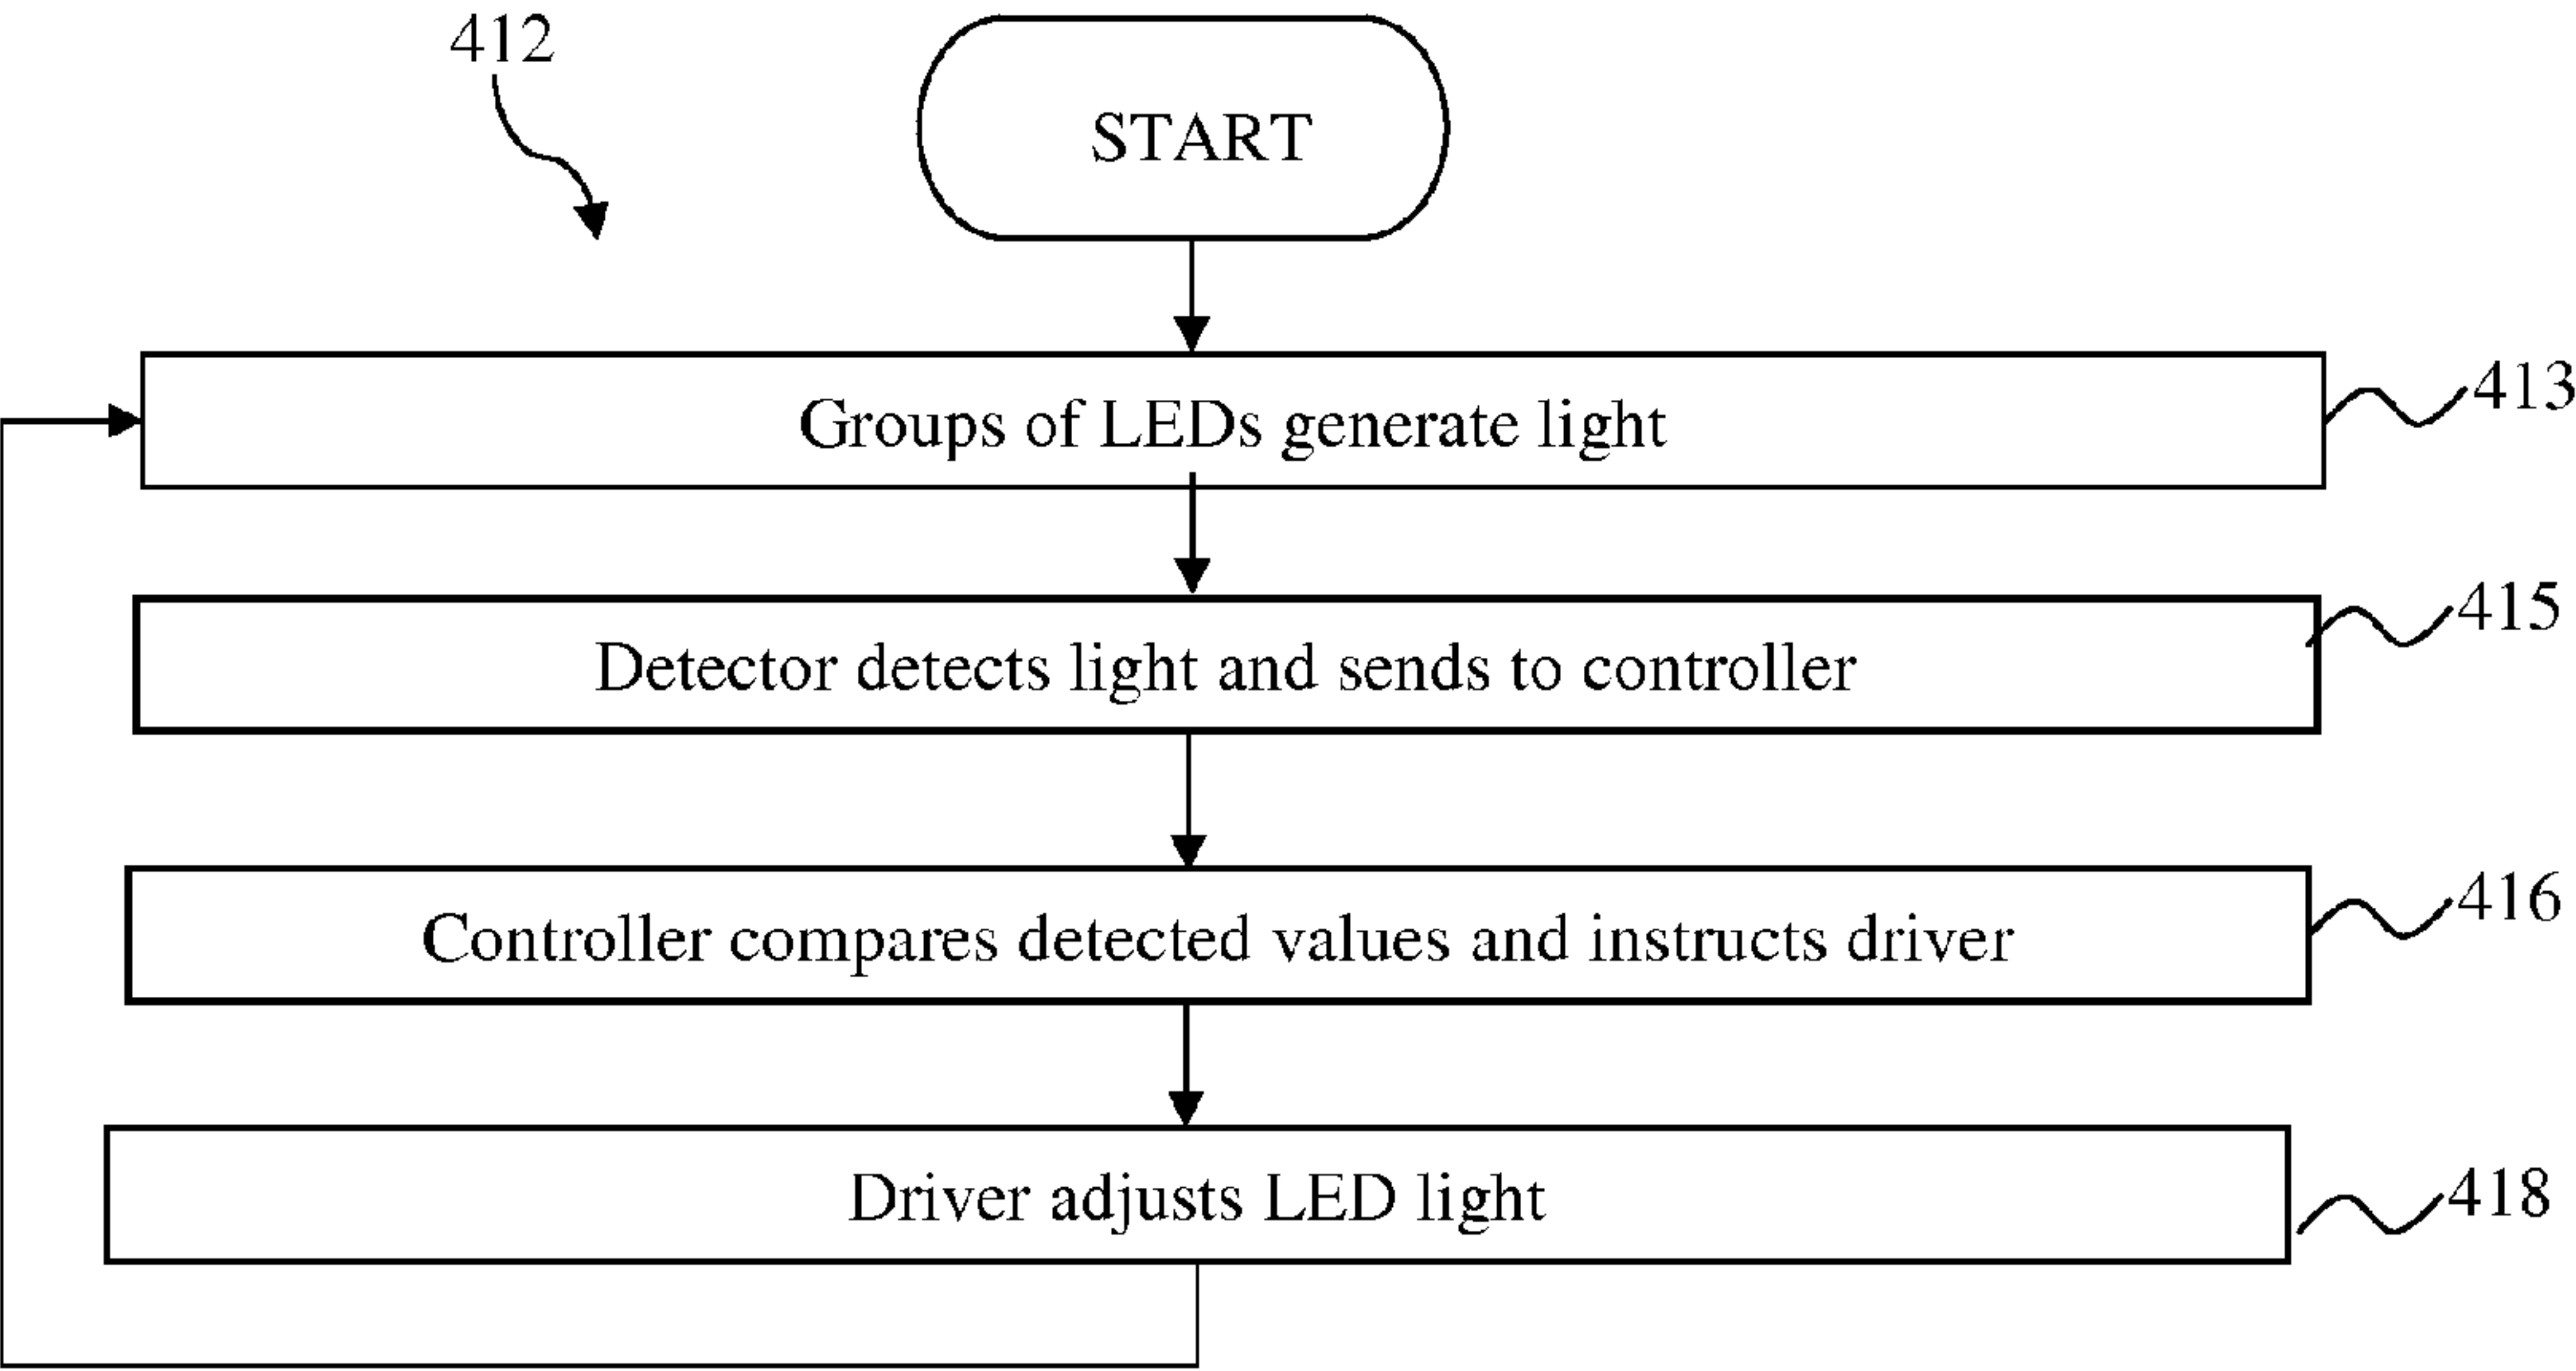 412
START
Groups of LEDs generate light
413
Detector detects light and sends to controller
415
Controller compares detected values and instructs driver
416
Driver adjusts LED light
418